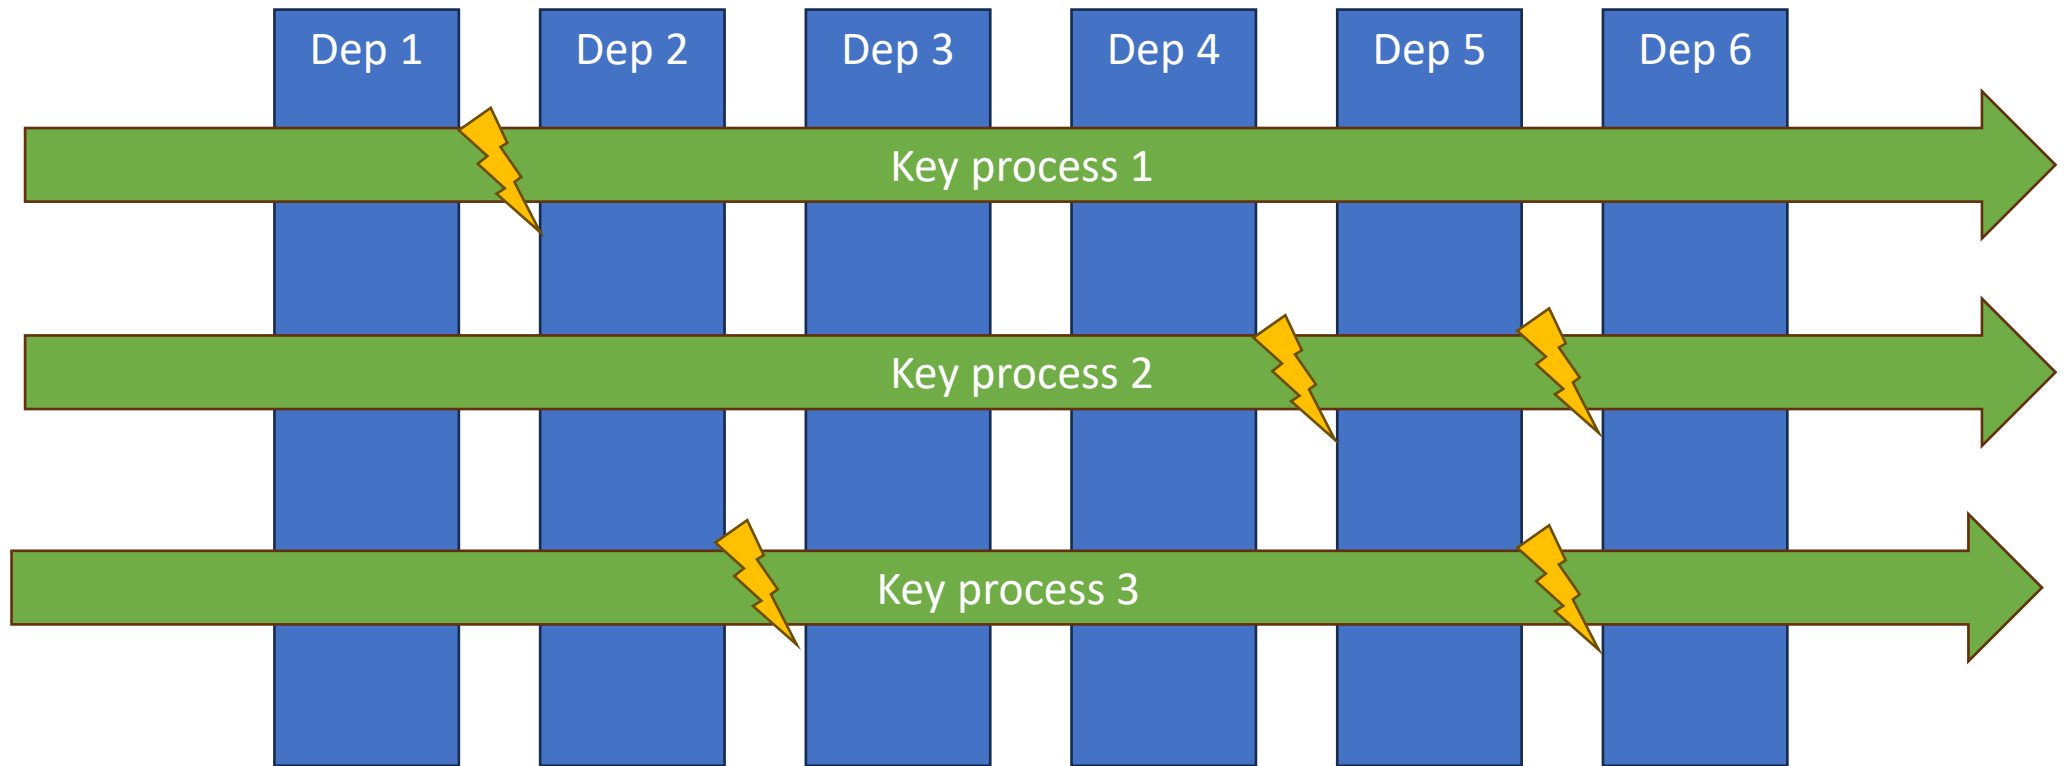 Dep 1
Dep 2
Dep 3
Dep 4
Dep 5
Dep 6
Key process 1
Key process 2
Key process 3